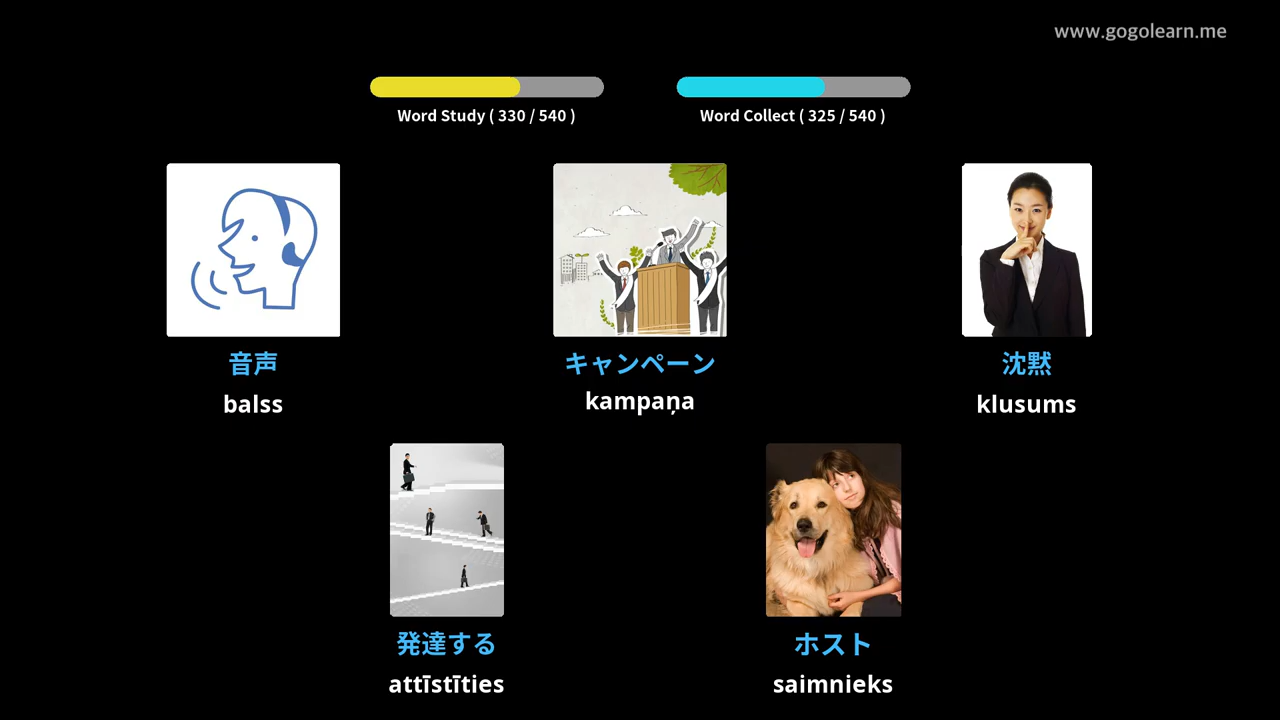 www.gogolearn.me
Word Study ( 330 / 540 )
Word Collect ( 325 / 540 )
音声
キャンペーン
沈黙
balss
kampaņa
klusums
発達する
ホスト
attīstīties
saimnieks